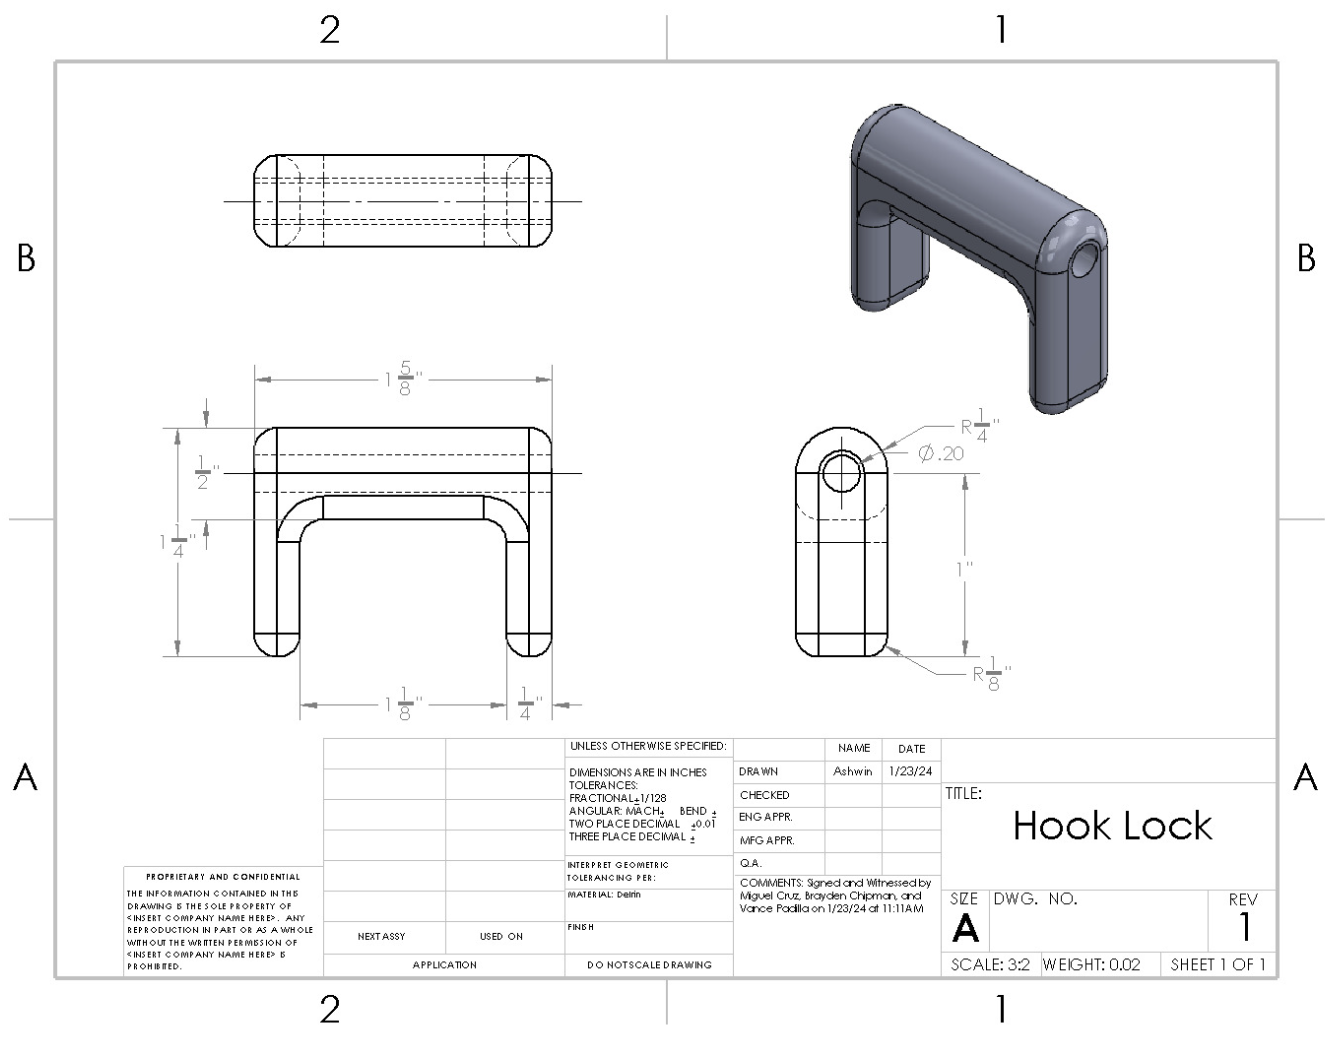 2 1
B B
1 5/8"
1/2"
1 1/4"
R 1/4"
Ø.20
1"
R 1/8"
1 1/8" 1/4"
A A
UNLESS OTHERWISE SPECIFIED:
DIMENSIONS ARE IN INCHES
TOLERANCES:
FRACTIONAL±1/128
ANGULAR: MACH± BEND ±
TWO PLACE DECIMAL ±0.01
THREE PLACE DECIMAL ±
INTERPRET GEOMETRIC
TOLERANCING PER:
MATERIAL: Delrin
FINISH
DO NOT SCALE DRAWING
NAME DATE
DRAWN Ashwin 1/23/24
CHECKED
ENG APPR.
MFG APPR.
Q.A.
COMMENTS: Signed and Witnessed by
Miguel Cruz, Brayden Chipman, and
Vance Padilla on 1/23/24 at 11:11AM
TITLE:
Hook Lock
SIZE DWG. NO. REV
A 1
SCALE: 3:2 WEIGHT: 0.02 SHEET 1 OF 1
PROPRIETARY AND CONFIDENTIAL
THE INFORMATION CONTAINED IN THIS
DRAWING IS THE SOLE PROPERTY OF
<INSERT COMPANY NAME HERE>. ANY
REPRODUCTION IN PART OR AS A WHOLE
WITHOUT THE WRITTEN PERMISSION OF
<INSERT COMPANY NAME HERE> IS
PROHIBITED.
NEXT ASSY USED ON
APPLICATION
2 1